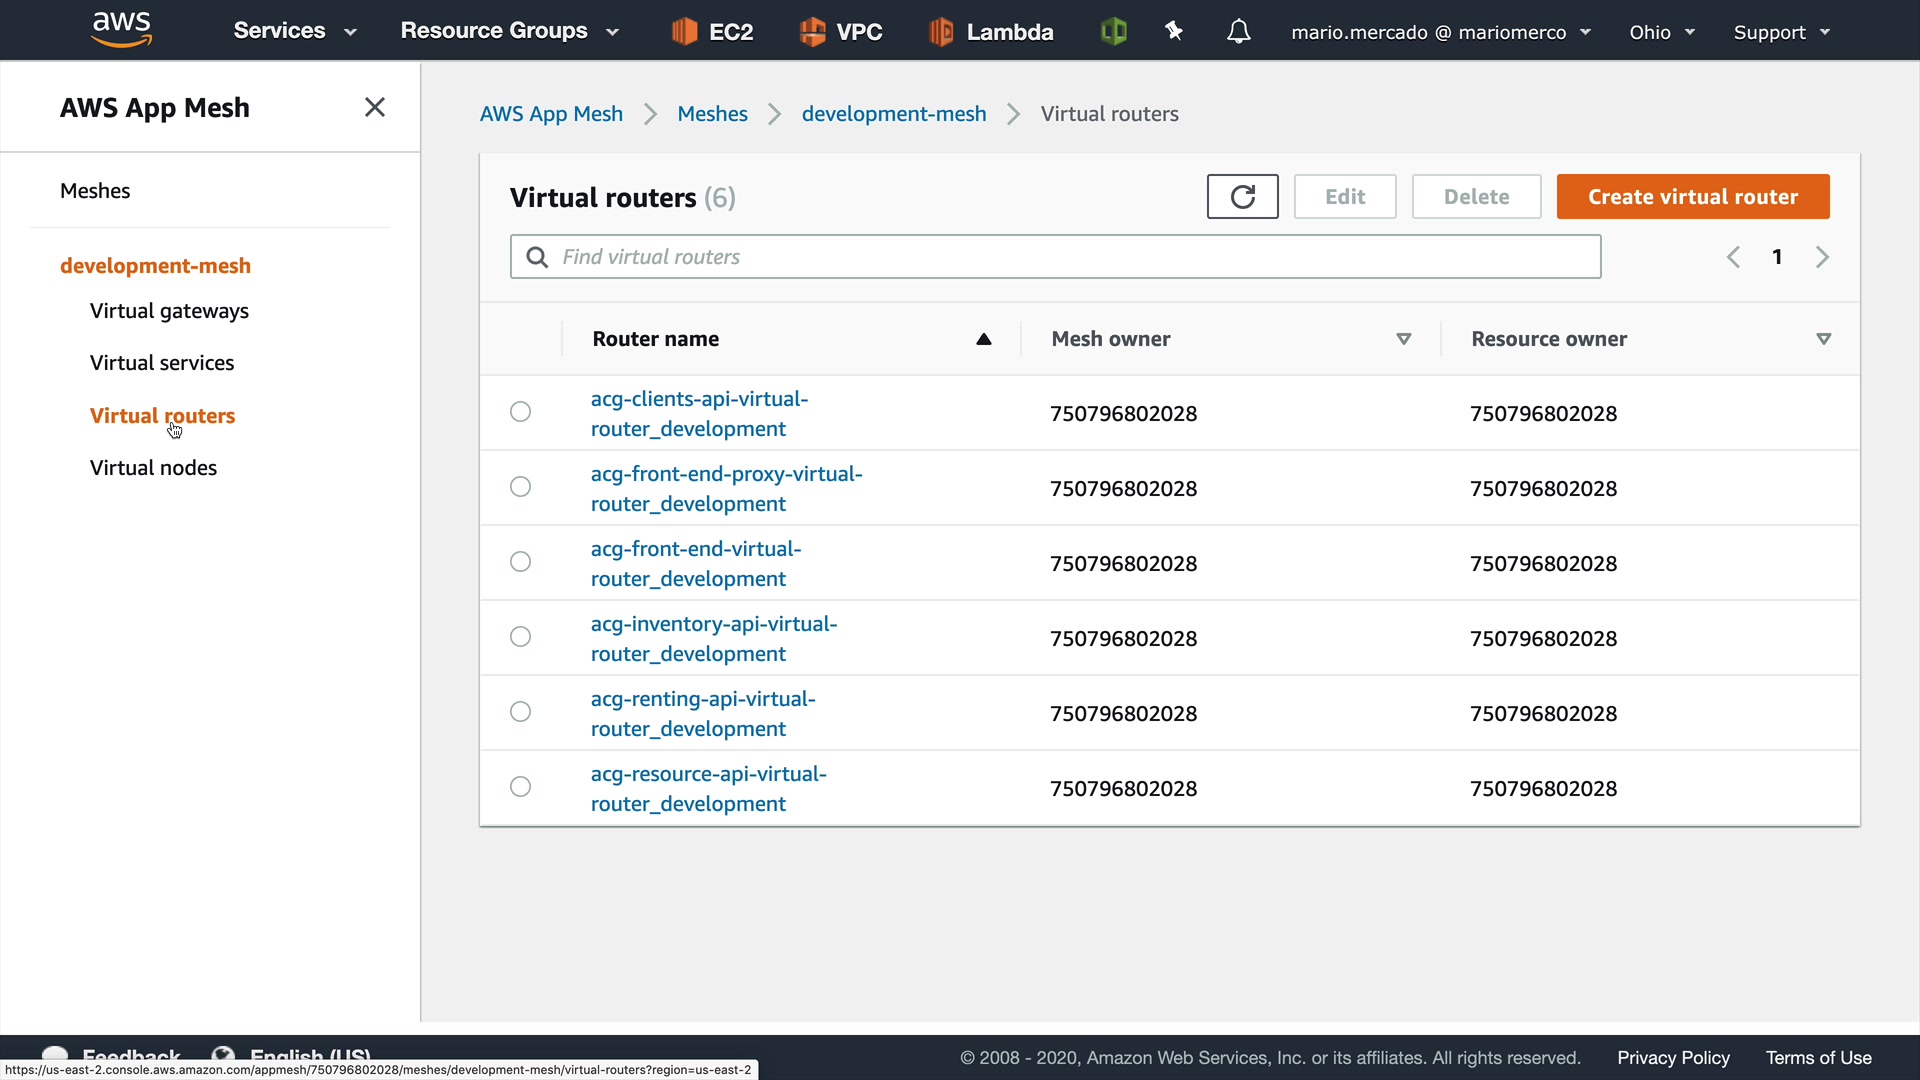 aws
Services
Resource Groups
EC2
VPC
Lambda
mario.mercado @ mariomerco
Ohio
Support
AWS App Mesh
Meshes
development-mesh
Virtual gateways
Virtual services
Virtual routers
Virtual nodes
AWS App Mesh
Meshes
development-mesh
Virtual routers
Virtual routers (6)
Edit
Delete
Create virtual router
Find virtual routers
1
Router name
Mesh owner
Resource owner
acg-clients-api-virtual-
router_development
750796802028
750796802028
acg-front-end-proxy-virtual-
router_development
750796802028
750796802028
acg-front-end-virtual-
router_development
750796802028
750796802028
acg-inventory-api-virtual-
router_development
750796802028
750796802028
acg-renting-api-virtual-
router_development
750796802028
750796802028
acg-resource-api-virtual-
router_development
750796802028
750796802028
Feedback
English (US)
© 2008 - 2020, Amazon Web Services, Inc. or its affiliates. All rights reserved.
Privacy Policy
Terms of Use
https://us-east-2.console.aws.amazon.com/appmesh/750796802028/meshes/development-mesh/virtual-routers?region=us-east-2